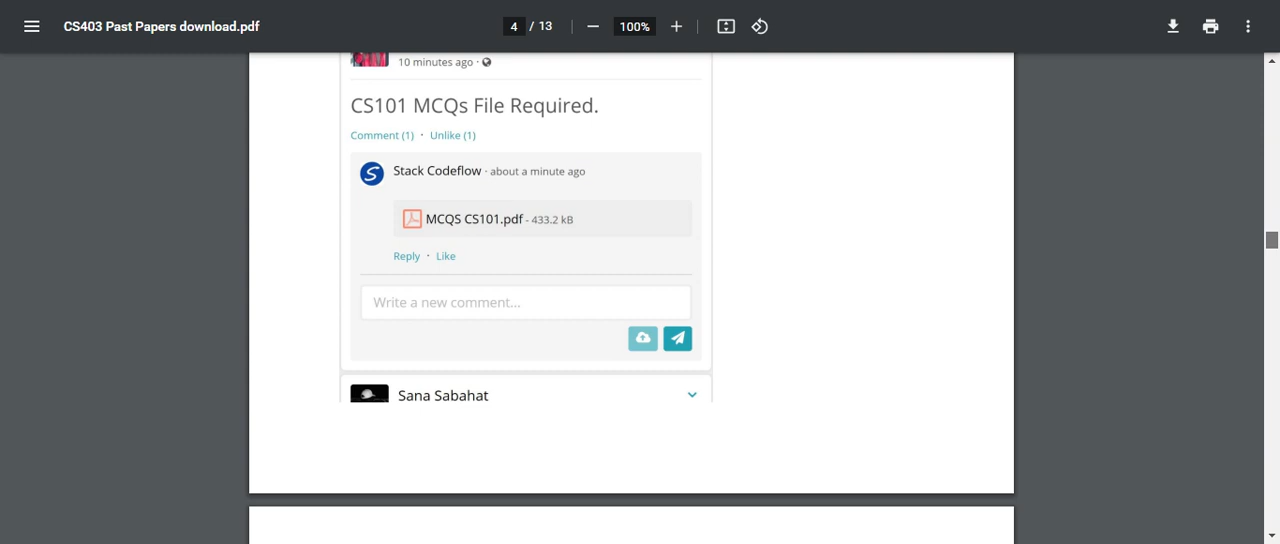 CS403 Past Papers download.pdf
4 / 13
100%
10 minutes ago ·
CS101 MCQs File Required.
Comment (1) · Unlike (1)
Stack Codeflow · about a minute ago
MCQS CS101.pdf - 433.2 kB
Reply · Like
Write a new comment...
Sana Sabahat